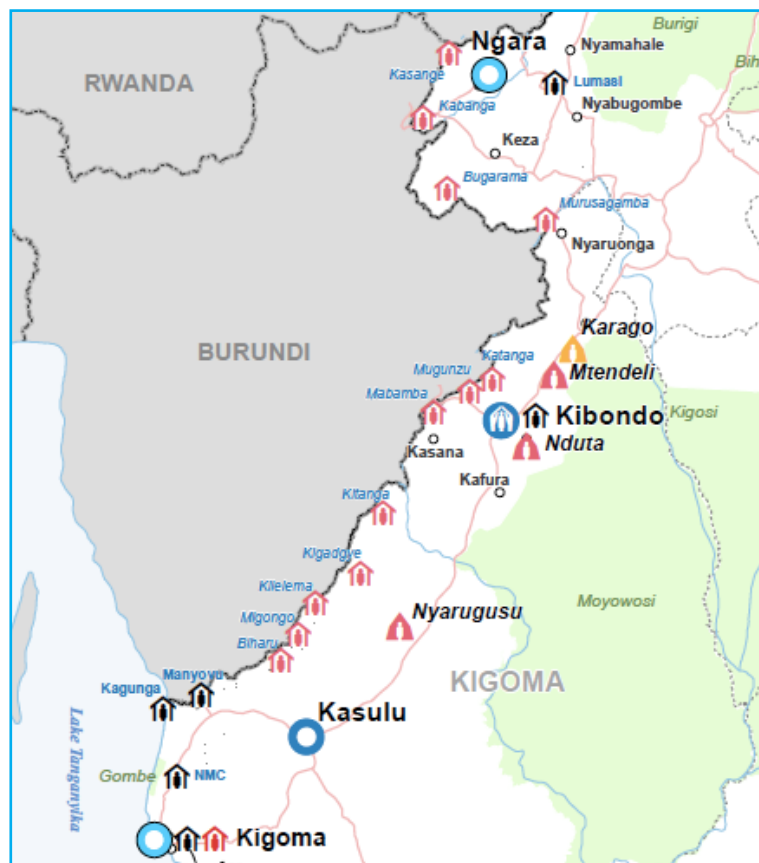 Burigi
Ngara
Nyamahale
Kasange
RWANDA
Lumasi
Bih
Kabanga
Nyabugombe
Keza
Bugarama
Murusagamba
Nyaruonga
Karago
BURUNDI
Katanga
Mugunzu
Mtendeli
Mabamba
Kibondo
Kigosi
Kasana
Nduta
Kafura
Kitanga
Kigadgye
Kilelema
Moyowosi
Nyarugusu
Migongo
Biharu
Manyovu
KIGOMA
Kagunga
Kasulu
Lake Tanganyika
Gombe
NMC
Kigoma